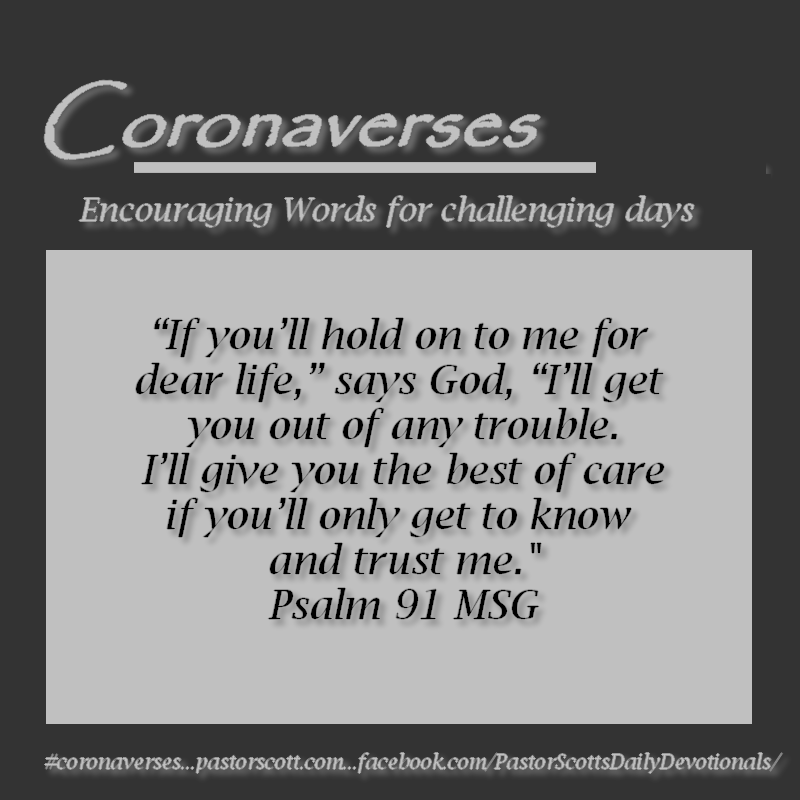 Coronaverses
Encouraging Words for challenging days
“If you’ll hold on to me for
dear life,” says God, “I’ll get
you out of any trouble.
I’ll give you the best of care
if you’ll only get to know
and trust me."
Psalm 91 MSG
#coronaverses...pastorscott.com...facebook.com/PastorScottsDailyDevotionals/